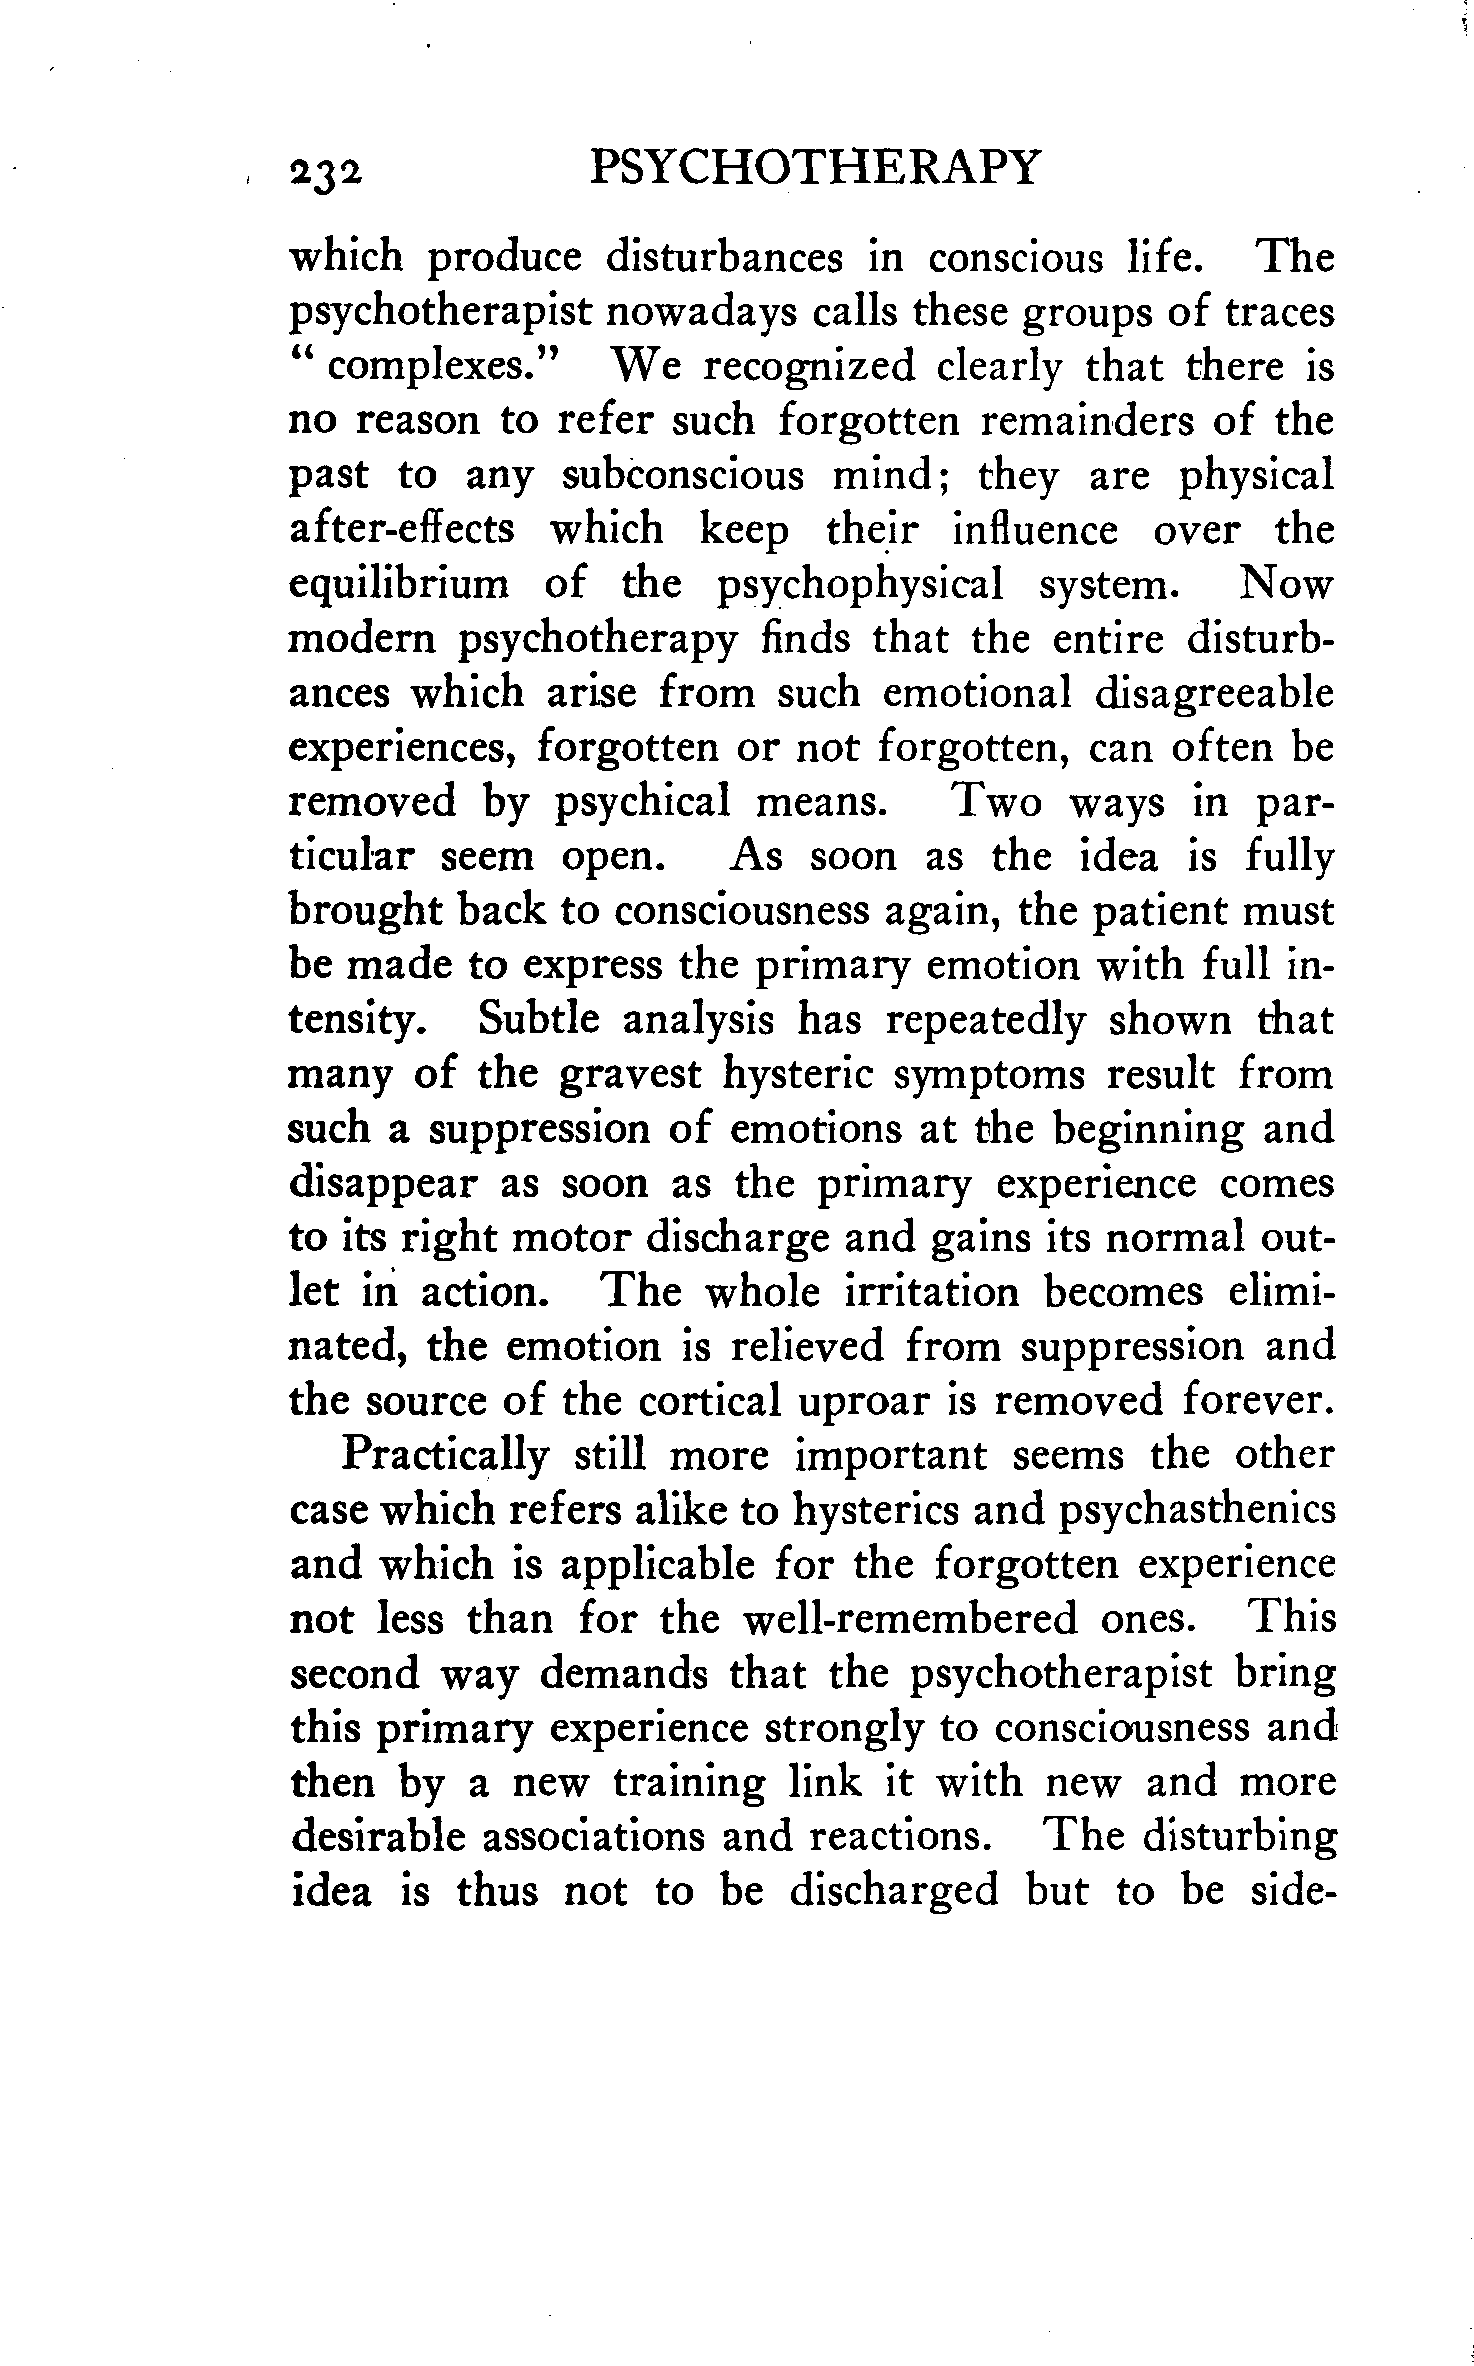 232 PSYCHOTHERAPY
which produce disturbances in conscious life. The
psychotherapist nowadays calls these groups of traces
“ complexes.” We recognized clearly that there is
no reason to refer such forgotten remainders of the
past to any subconscious mind; they are physical
after-effects which keep their influence over the
equilibrium of the psychophysical system. Now
modern psychotherapy finds that the entire disturb-
ances which arise from such emotional disagreeable
experiences, forgotten or not forgotten, can often be
removed by psychical means. Two ways in par-
ticular seem open. As soon as the idea is fully
brought back to consciousness again, the patient must
be made to express the primary emotion with full in-
tensity. Subtle analysis has repeatedly shown that
many of the gravest hysteric symptoms result from
such a suppression of emotions at the beginning and
disappear as soon as the primary experience comes
to its right motor discharge and gains its normal out-
let in action. The whole irritation becomes elimi-
nated, the emotion is relieved from suppression and
the source of the cortical uproar is removed forever.
Practically still more important seems the other
case which refers alike to hysterics and psychasthenics
and which is applicable for the forgotten experience
not less than for the well-remembered ones. This
second way demands that the psychotherapist bring
this primary experience strongly to consciousness and
then by a new training link it with new and more
desirable associations and reactions. The disturbing
idea is thus not to be discharged but to be side-